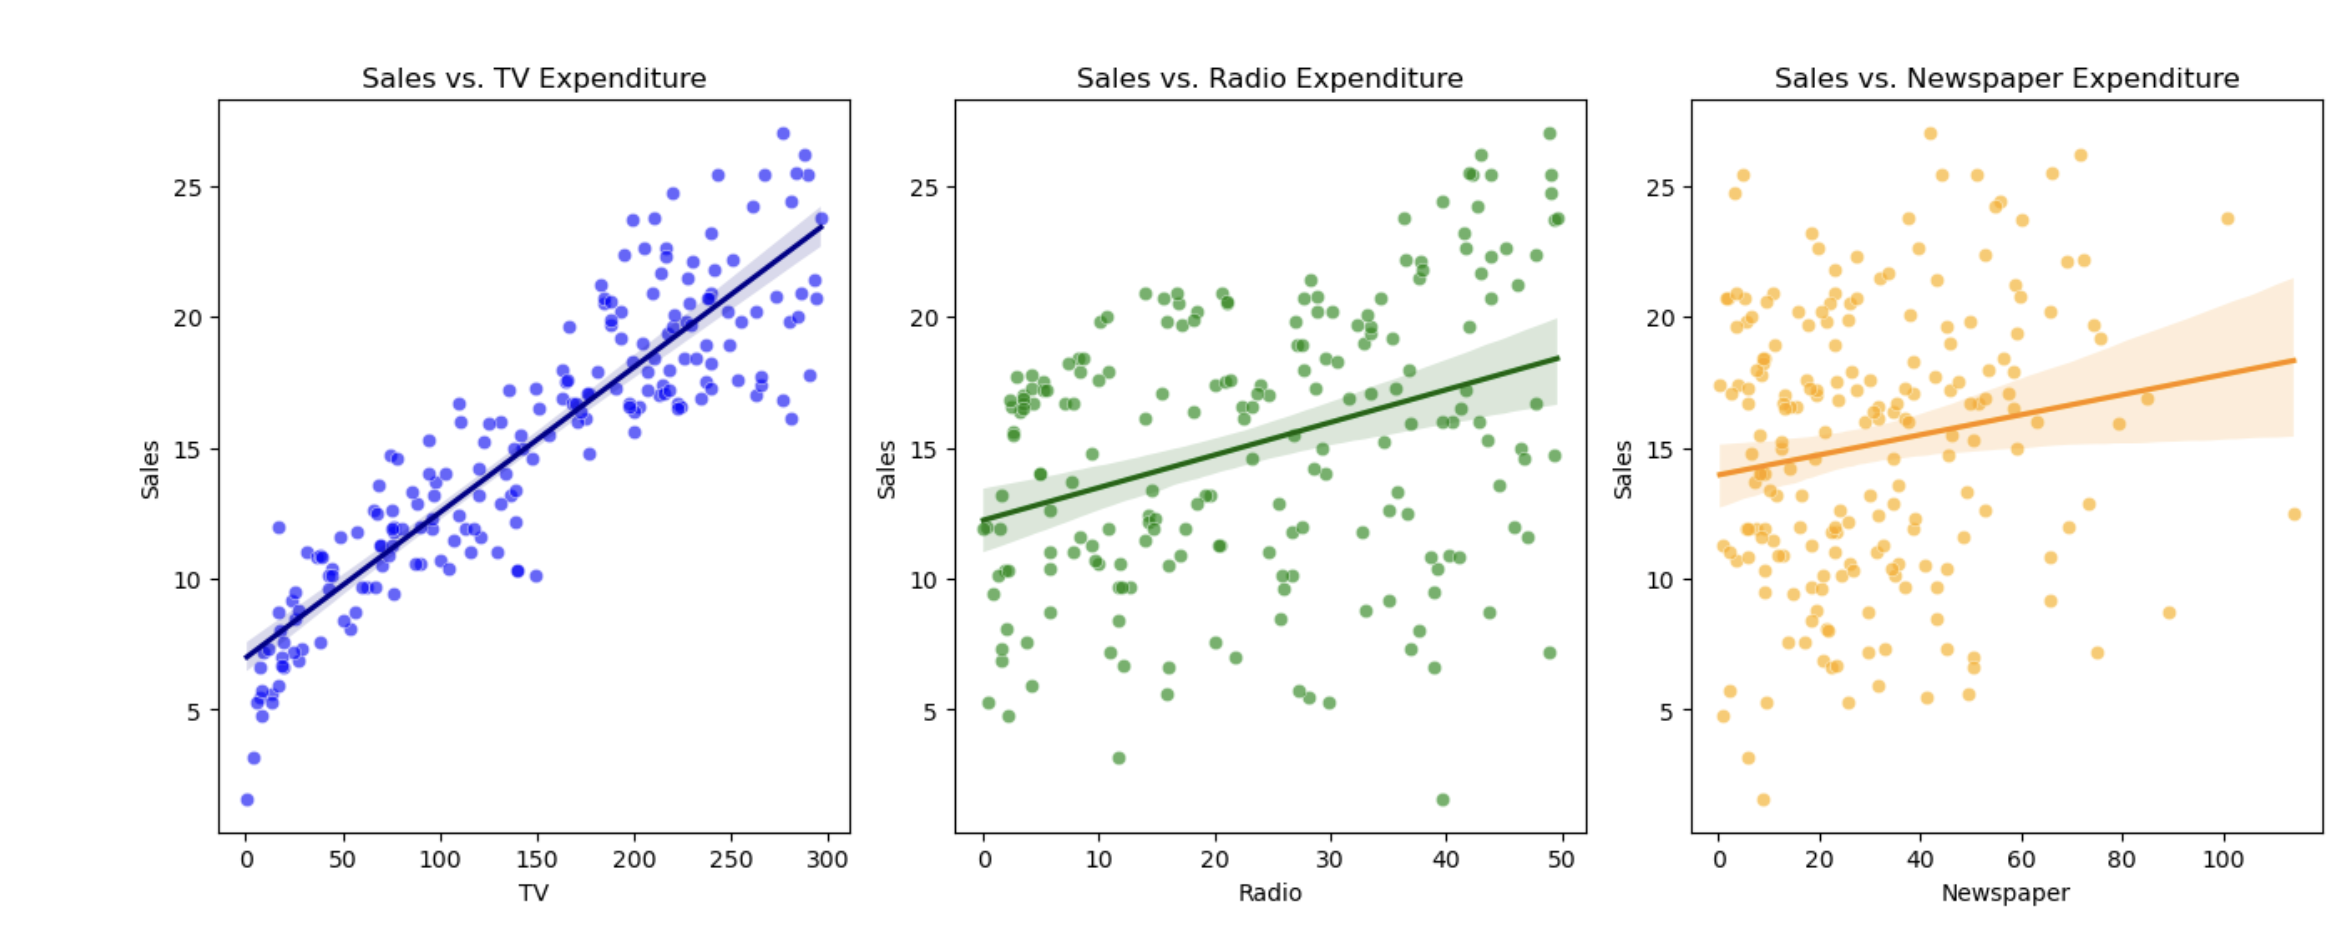 Sales vs. TV Expenditure
Sales
25
20
15
10
5
0 50 100 150 200 250 300
TV
Sales vs. Radio Expenditure
Sales
25
20
15
10
5
0 10 20 30 40 50
Radio
Sales vs. Newspaper Expenditure
Sales
25
20
15
10
5
0 20 40 60 80 100
Newspaper